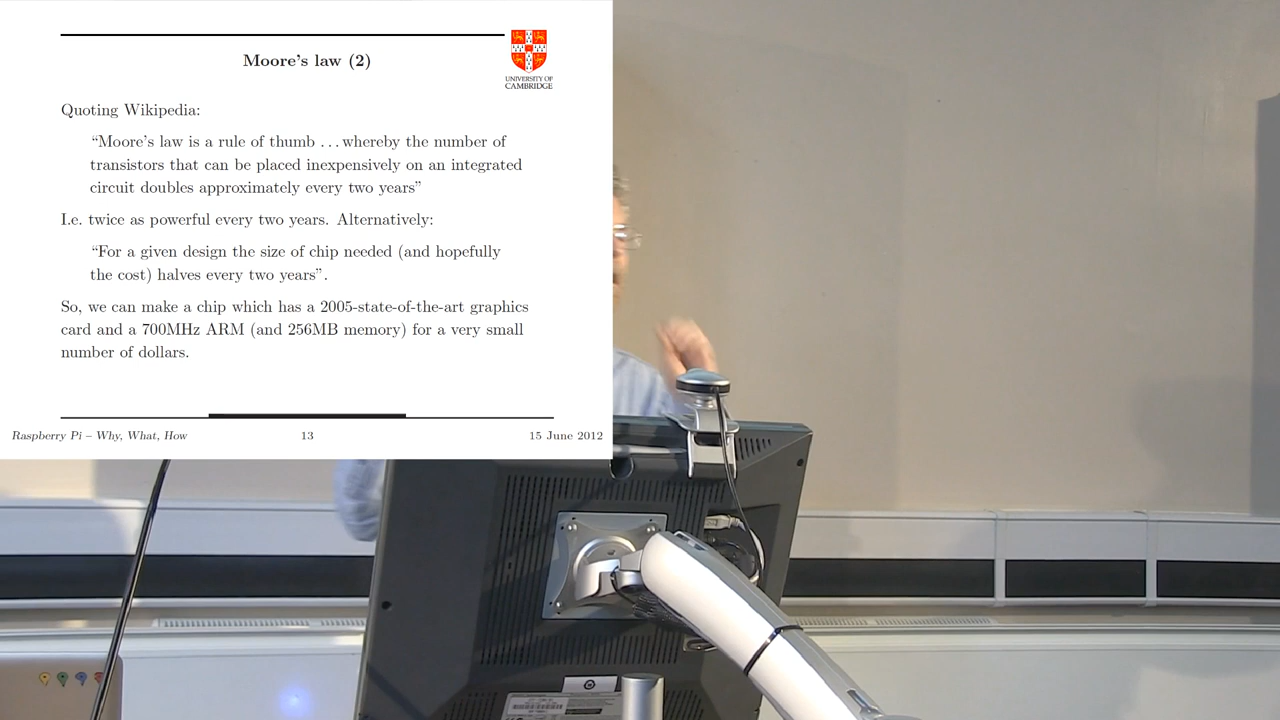 Moore's law (2)
UNIVERSITY OF
CAMBRIDGE
Quoting Wikipedia:
“Moore's law is a rule of thumb ... whereby the number of
transistors that can be placed inexpensively on an integrated
circuit doubles approximately every two years”
I.e. twice as powerful every two years. Alternatively:
“For a given design the size of chip needed (and hopefully
the cost) halves every two years”.
So, we can make a chip which has a 2005-state-of-the-art graphics
card and a 700MHz ARM (and 256MB memory) for a very small
number of dollars.
Raspberry Pi – Why, What, How 13 15 June 2012